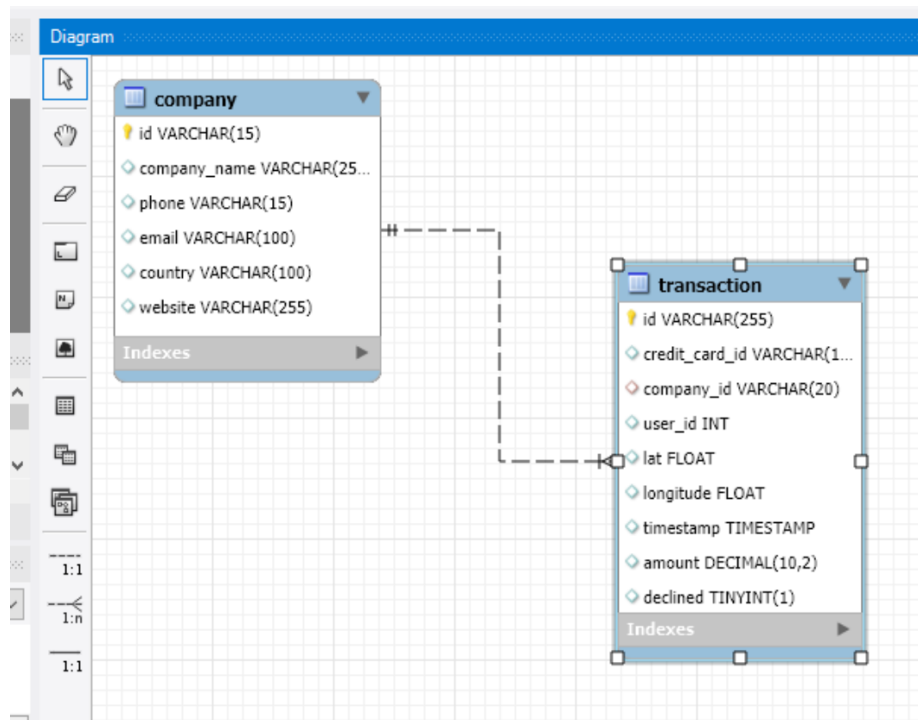 Diagram
company
id VARCHAR(15)
company_name VARCHAR(25...
phone VARCHAR(15)
email VARCHAR(100)
country VARCHAR(100)
website VARCHAR(255)
Indexes
transaction
id VARCHAR(255)
credit_card_id VARCHAR(1...
company_id VARCHAR(20)
user_id INT
lat FLOAT
longitude FLOAT
timestamp TIMESTAMP
amount DECIMAL(10,2)
declined TINYINT(1)
Indexes
1:1
1:n
1:1